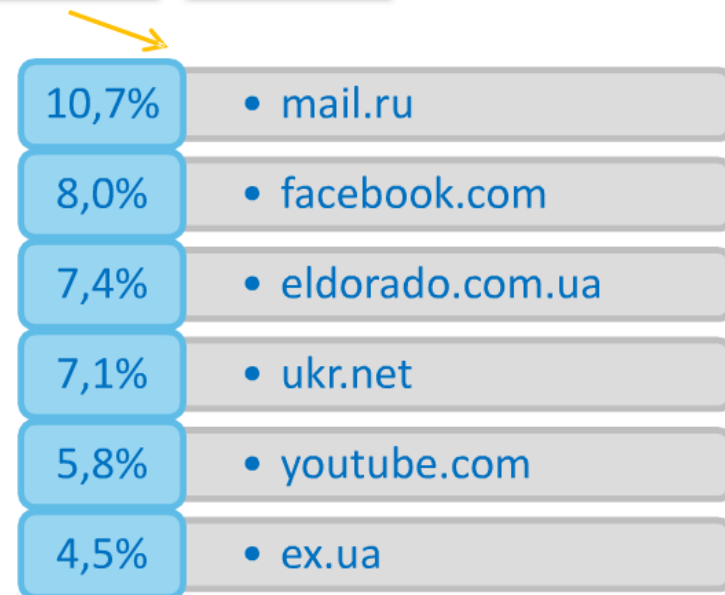 10,7% • mail.ru
8,0% • facebook.com
7,4% • eldorado.com.ua
7,1% • ukr.net
5,8% • youtube.com
4,5% • ex.ua